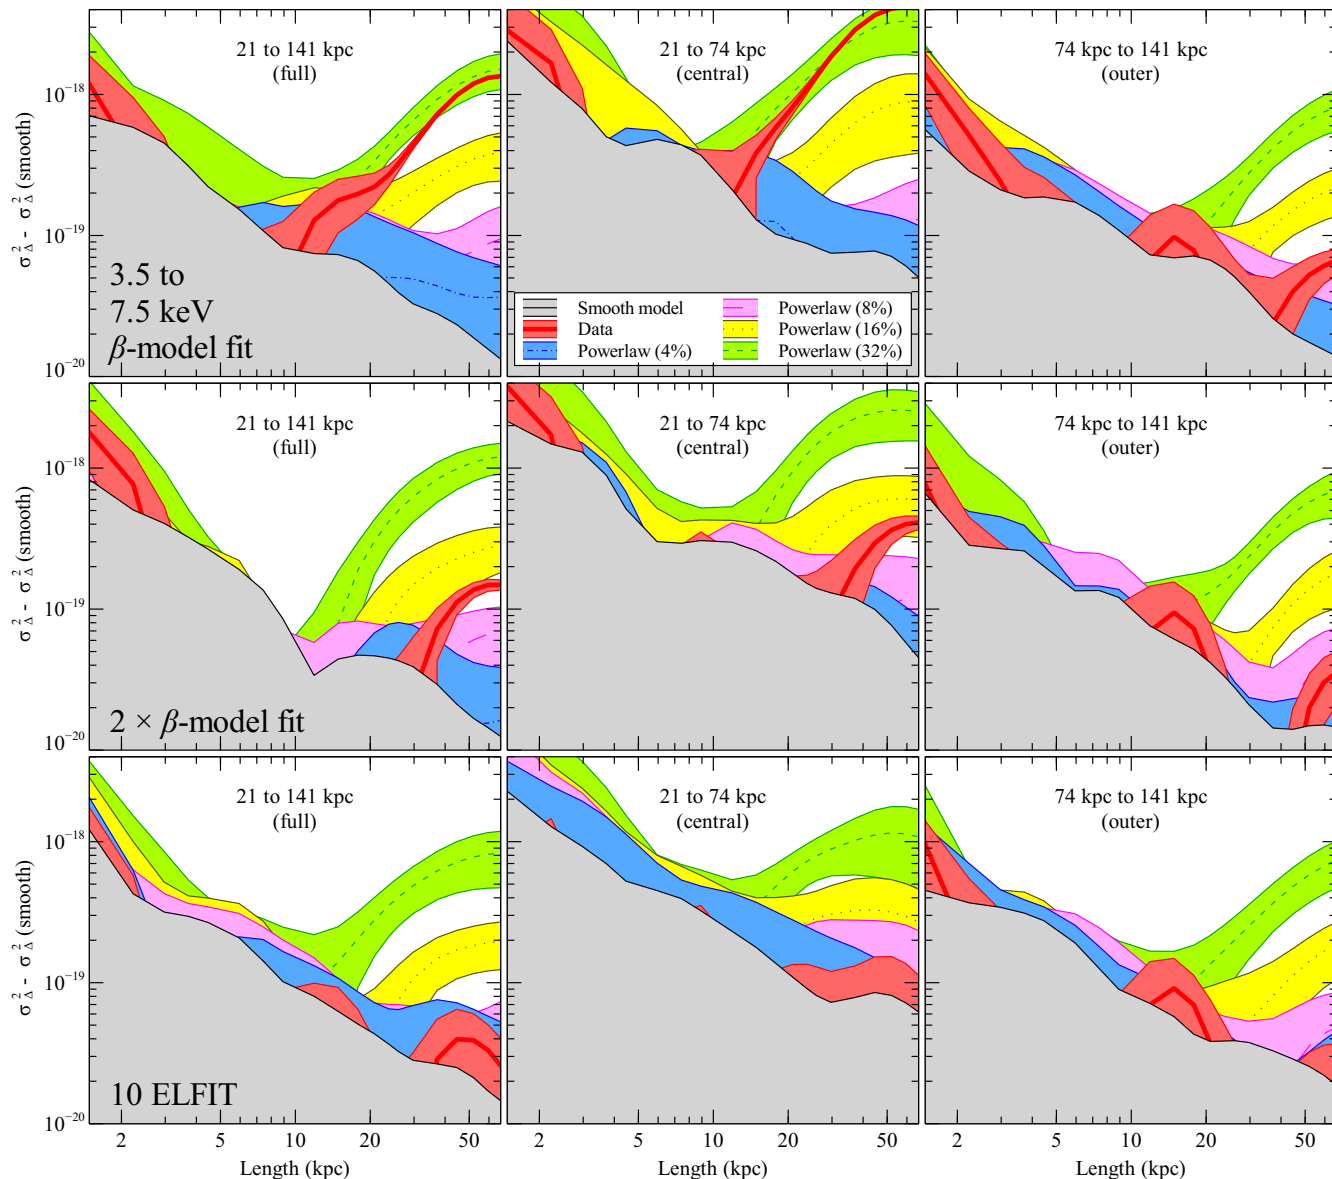 21 to 141 kpc
(full)
21 to 74 kpc
(central)
74 kpc to 141 kpc
(outer)
10⁻¹⁸
10⁻¹⁹
10⁻²⁰
σ²_Δ̂ - σ²_Δ̂ (smooth)
3.5 to
7.5 keV
β-model fit
Smooth model
Data
Powerlaw (4%)
Powerlaw (8%)
Powerlaw (16%)
Powerlaw (32%)
21 to 141 kpc
(full)
21 to 74 kpc
(central)
74 kpc to 141 kpc
(outer)
10⁻¹⁸
10⁻¹⁹
10⁻²⁰
σ²_Δ̂ - σ²_Δ̂ (smooth)
2 × β-model fit
21 to 141 kpc
(full)
21 to 74 kpc
(central)
74 kpc to 141 kpc
(outer)
10⁻¹⁸
10⁻¹⁹
10⁻²⁰
σ²_Δ̂ - σ²_Δ̂ (smooth)
10 ELFIT
2 5 10 20 50
2 5 10 20 50
2 5 10 20 50
Length (kpc)
Length (kpc)
Length (kpc)